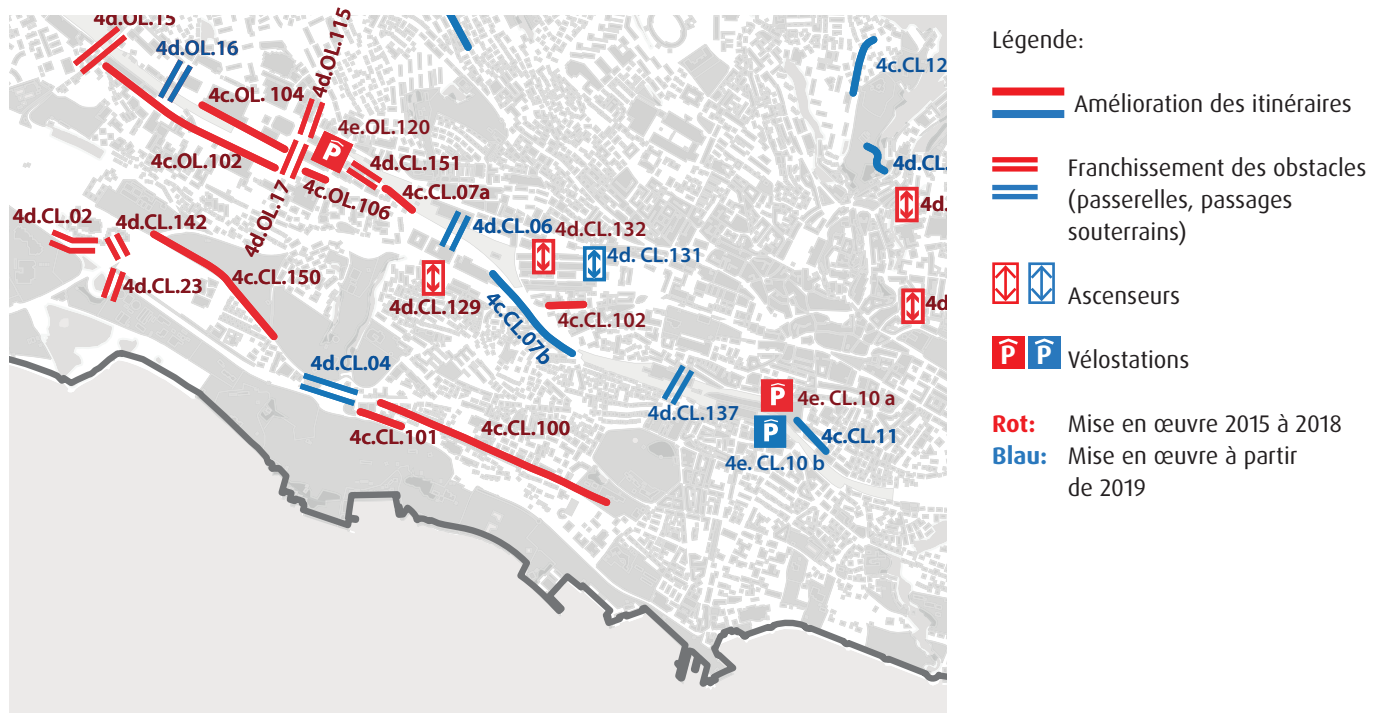 4d.OL.15
4d.OL.16
4d.OL.115
4c.OL. 104
4e.OL.120
4c.OL.102
4d.CL.151
4c.OL.106
4c.CL.07a
4d.OL.17
4d.CL.02
4d.CL.142
4d.CL.23
4c.CL.150
4d.CL.06
4d.CL.132
4d. CL.131
4d.CL.129
4c.CL.07b
4c.CL.102
4d.CL.04
4c.CL.101
4c.CL.100
4d.CL.137
4e. CL.10 a
4e. CL.10 b
4c.CL.11
4c.CL12
4d.CL.
4d.
4d
P
P
P
Légende:
Amélioration des itinéraires
Franchissement des obstacles
(passerelles, passages
souterrains)
Ascenseurs
P P Vélostations
Rot: Mise en œuvre 2015 à 2018
Blau: Mise en œuvre à partir
de 2019